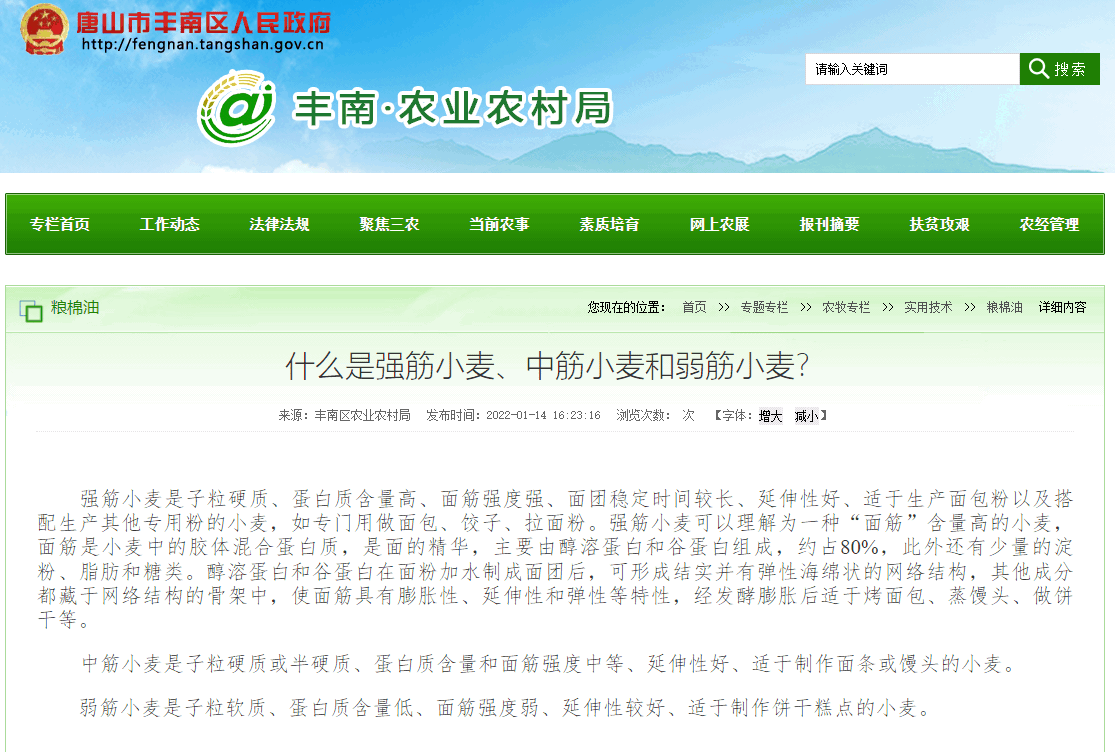 唐山市丰南区人民政府
http://fengnan.tangshan.gov.cn
丰南·农业农村局
请输入关键词 搜索
专栏首页 工作动态 法律法规 聚焦三农 当前农事 素质培育 网上农展 报刊摘要 扶贫攻艰 农经管理
粮棉油 您现在的位置： 首页 >> 专题专栏 >> 农牧专栏 >> 实用技术 >> 粮棉油 详细内容
什么是强筋小麦、中筋小麦和弱筋小麦？
来源：丰南区农业农村局 发布时间：2022-01-14 16:23:16 浏览次数： 次 【字体：增大 减小】
强筋小麦是子粒硬质、蛋白质含量高、面筋强度强、面团稳定时间较长、延伸性好、适于生产面包粉以及搭
配生产其他专用粉的小麦，如专门用做面包、饺子、拉面粉。强筋小麦可以理解为一种“面筋”含量高的小麦，
面筋是小麦中的胶体混合蛋白质，是面的精华，主要由醇溶蛋白和谷蛋白组成，约占80%，此外还有少量的淀
粉、脂肪和糖类。醇溶蛋白和谷蛋白在面粉加水制成面团后，可形成结实并有弹性海绵状的网络结构，其他成分
都藏于网络结构的骨架中，使面筋具有膨胀性、延伸性和弹性等特性，经发酵膨胀后适于烤面包、蒸馒头、做饼
干等。
中筋小麦是子粒硬质或半硬质、蛋白质含量和面筋强度中等、延伸性好、适于制作面条或馒头的小麦。
弱筋小麦是子粒软质、蛋白质含量低、面筋强度弱、延伸性较好、适于制作饼干糕点的小麦。